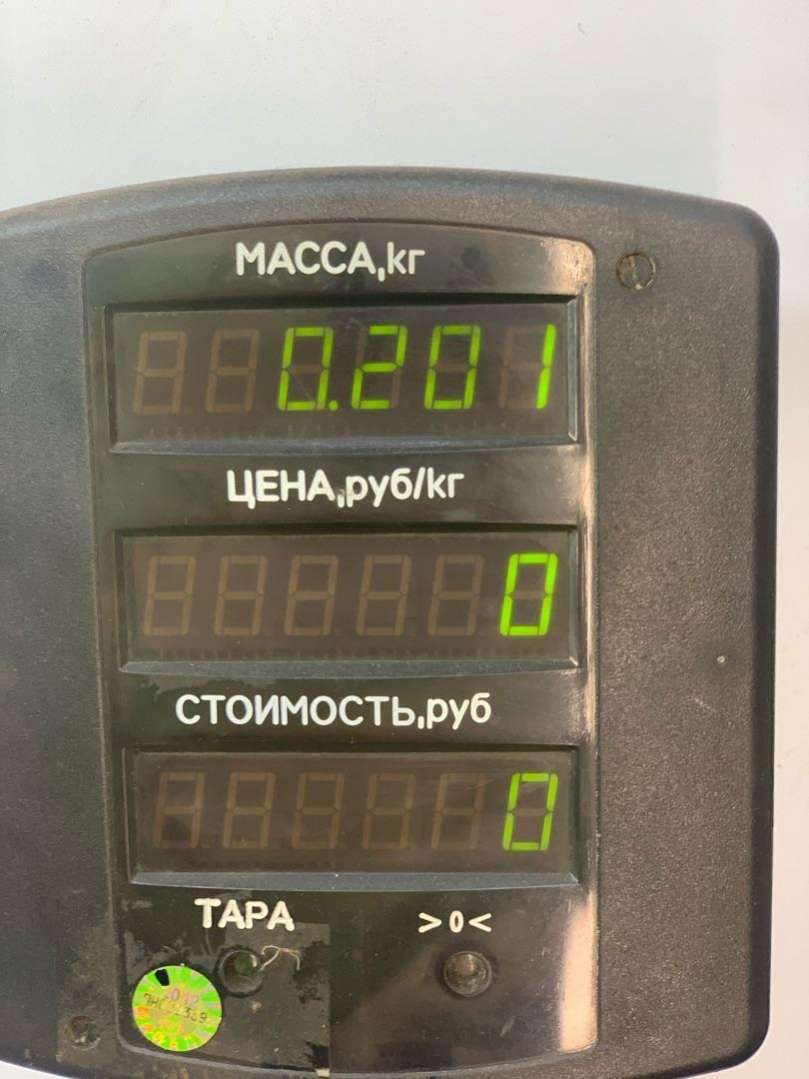 МАССА,кг
0.201
ЦЕНА,руб/кг
0
СТОИМОСТЬ,руб
0
ТАРА >0<